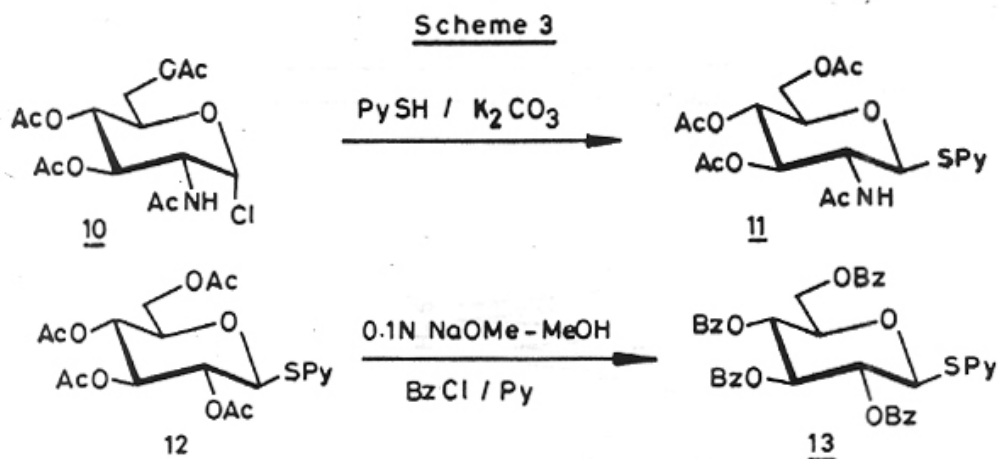 Scheme 3
OAc
AcO
O
AcO
AcNH
Cl
10
PySH / K2CO3
OAc
AcO
O
AcO
SPy
AcNH
11
OAc
AcO
O
AcO
SPy
OAc
12
0.1N NaOMe-MeOH
BzCl / Py
OBz
BzO
O
BzO
SPy
OBz
13